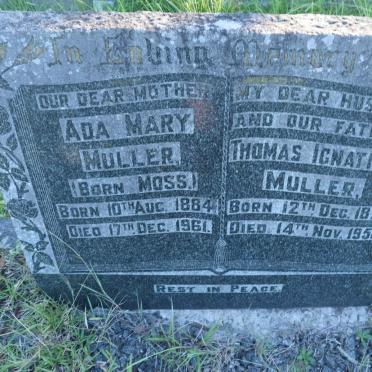 In Loving Memory
OUR DEAR MOTHER
ADA MARY
MULLER.
(BORN MOSS.)
BORN 10TH AUG. 1884
DIED 17TH DEC. 1961.
MY DEAR HUS
AND OUR FAT
THOMAS IGNATI
MULLER.
BORN 12TH DEC. 18
DIED 14TH NOV. 195
REST IN PEACE.